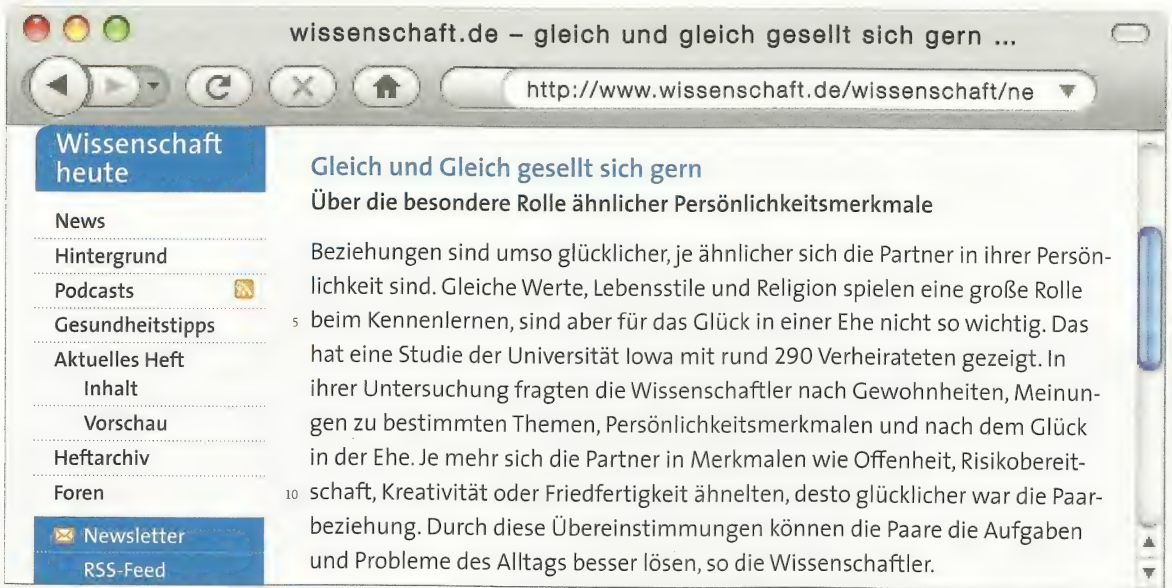 wissenschaft.de – gleich und gleich gesellt sich gern ...
http://www.wissenschaft.de/wissenschaft/ne
Wissenschaft
heute
News
Hintergrund
Podcasts
Gesundheitstipps
Aktuelles Heft
Inhalt
Vorschau
Heftarchiv
Foren
Newsletter
RSS-Feed
Gleich und Gleich gesellt sich gern
Über die besondere Rolle ähnlicher Persönlichkeitsmerkmale
Beziehungen sind umso glücklicher, je ähnlicher sich die Partner in ihrer Persön-
lichkeit sind. Gleiche Werte, Lebensstile und Religion spielen eine große Rolle
5 beim Kennenlernen, sind aber für das Glück in einer Ehe nicht so wichtig. Das
hat eine Studie der Universität Iowa mit rund 290 Verheirateten gezeigt. In
ihrer Untersuchung fragten die Wissenschaftler nach Gewohnheiten, Meinun-
gen zu bestimmten Themen, Persönlichkeitsmerkmalen und nach dem Glück
in der Ehe. Je mehr sich die Partner in Merkmalen wie Offenheit, Risikobereit-
10 schaft, Kreativität oder Friedfertigkeit ähnelten, desto glücklicher war die Paar-
beziehung. Durch diese Übereinstimmungen können die Paare die Aufgaben
und Probleme des Alltags besser lösen, so die Wissenschaftler.